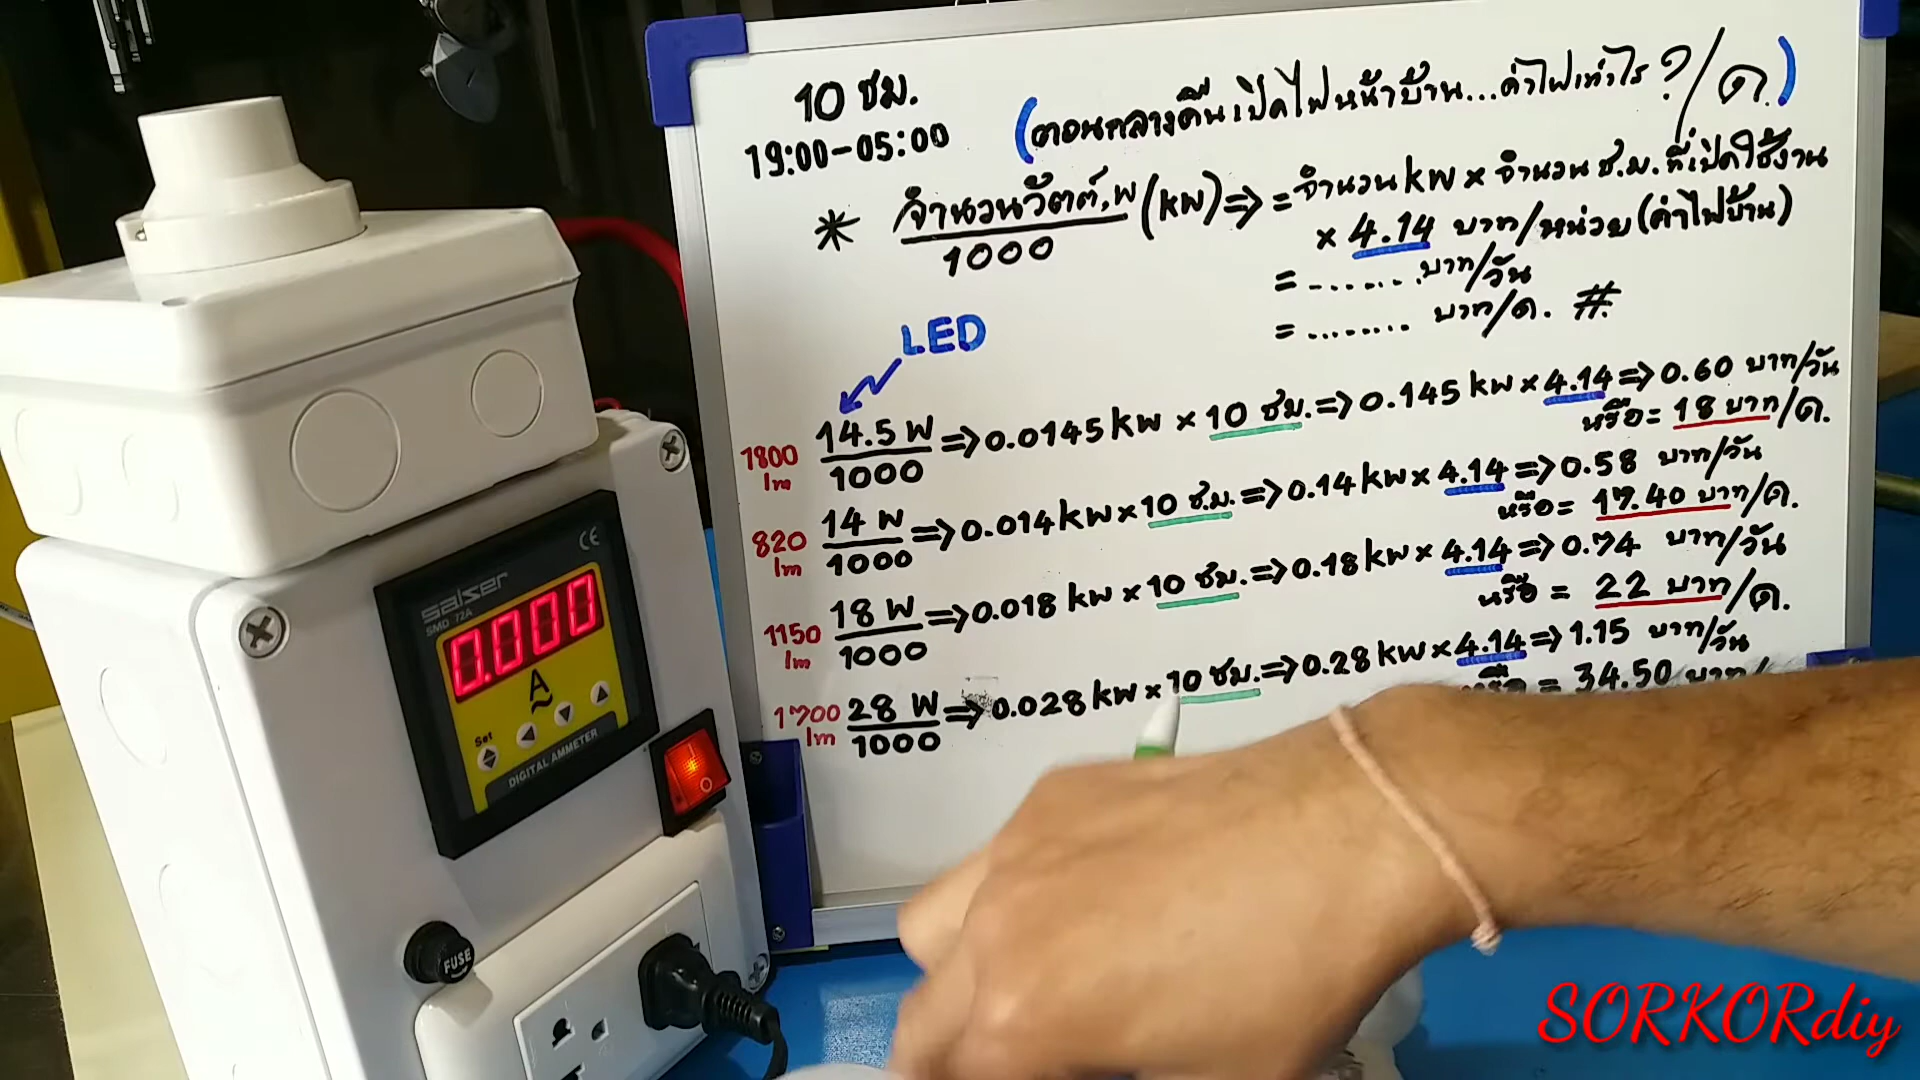 10 ชม.
19:00-05:00
(ตอนกลางคืนเปิดไฟหน้าบ้าน...ค่าไฟเท่าไร ?/ด.)
* จำนวนวัตต์,W (kW) ⇒ = จำนวน kW × จำนวน ช.ม. ที่เปิดใช้งาน
1000
× 4.14 บาท/หน่วย (ค่าไฟบ้าน)
= ....... บาท/วัน
= ........ บาท/ด. #
LED
1800 lm 14.5 W/1000 ⇒ 0.0145 kW × 10 ชม. ⇒ 0.145 kW × 4.14 ⇒ 0.60 บาท/วัน
หรือ = 18 บาท/ด.
820 lm 14 W/1000 ⇒ 0.014 kW × 10 ช.ม. ⇒ 0.14 kW × 4.14 ⇒ 0.58 บาท/วัน
หรือ = 17.40 บาท/ด.
1150 lm 18 W/1000 ⇒ 0.018 kW × 10 ชม. ⇒ 0.18 kW × 4.14 ⇒ 0.74 บาท/วัน
หรือ = 22 บาท/ด.
1700 lm 28 W/1000 ⇒ 0.028 kW × 10 ชม. ⇒ 0.28 kW × 4.14 ⇒ 1.15 บาท/วัน
หรือ = 34.50 บาท/
CE
salzer
SMD 72A
0.000
A
Set
DIGITAL AMMETER
FUSE
SORKORdiy